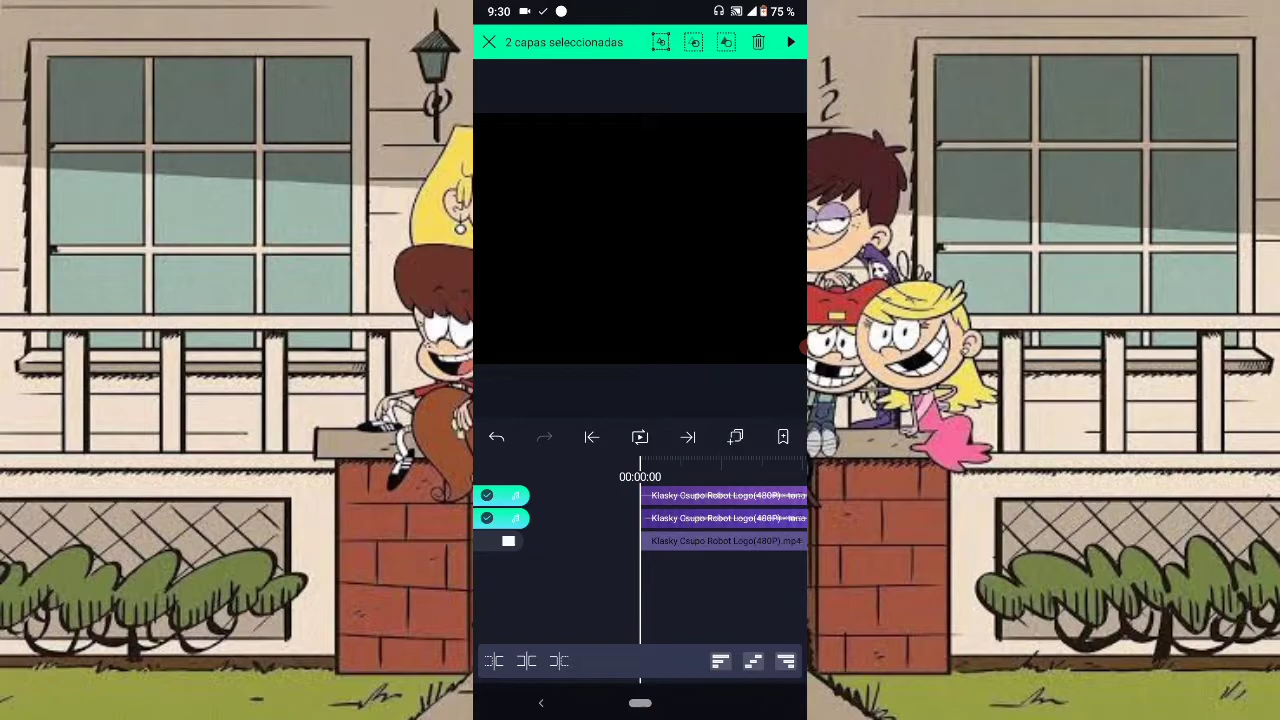 9:30
75 %
2 capas seleccionadas
1
2
00:00:00
Klasky Csupo Robot Logo(480P)
Klasky Csupo Robot Logo(480P)
Klasky Csupo Robot Logo(480P).mp4